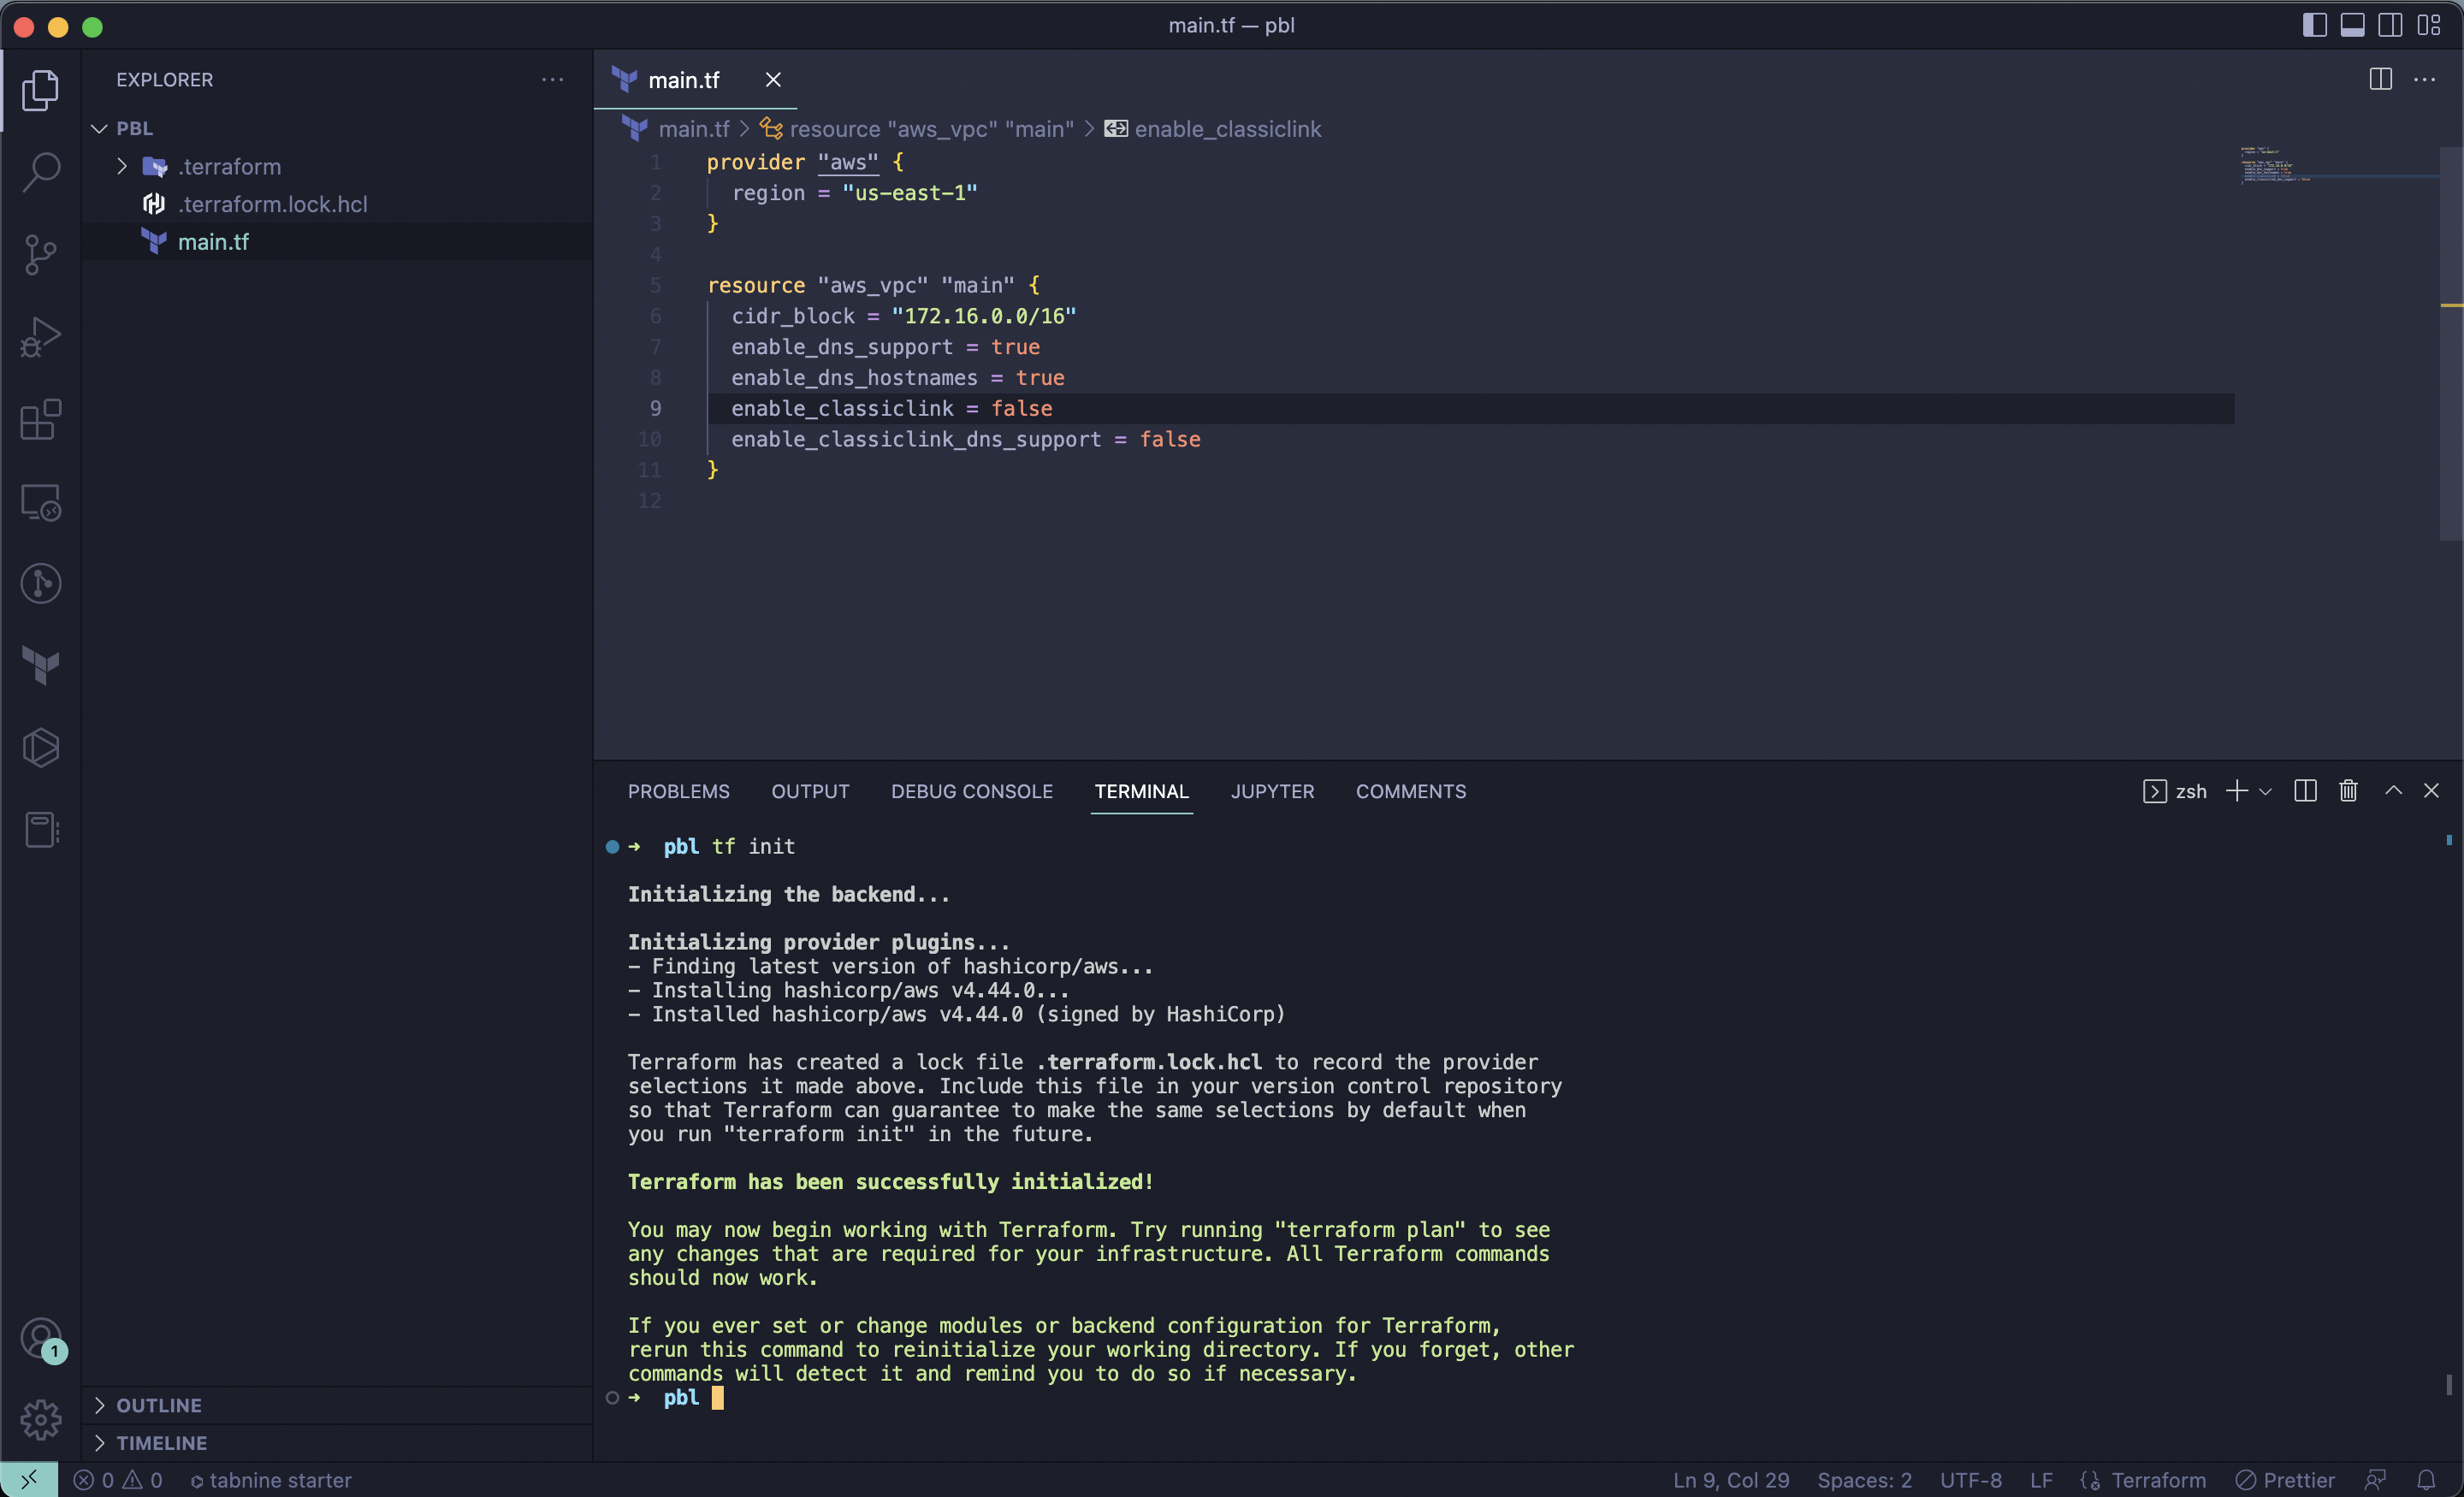 main.tf — pbl
EXPLORER
PBL
.terraform
.terraform.lock.hcl
main.tf
OUTLINE
TIMELINE
main.tf
main.tf > resource "aws_vpc" "main" > enable_classiclink
1 provider "aws" {
2 region = "us-east-1"
3 }
4
5 resource "aws_vpc" "main" {
6 cidr_block = "172.16.0.0/16"
7 enable_dns_support = true
8 enable_dns_hostnames = true
9 enable_classiclink = false
10 enable_classiclink_dns_support = false
11 }
12
PROBLEMS OUTPUT DEBUG CONSOLE TERMINAL JUPYTER COMMENTS zsh
➜ pbl tf init
Initializing the backend...
Initializing provider plugins...
- Finding latest version of hashicorp/aws...
- Installing hashicorp/aws v4.44.0...
- Installed hashicorp/aws v4.44.0 (signed by HashiCorp)
Terraform has created a lock file .terraform.lock.hcl to record the provider
selections it made above. Include this file in your version control repository
so that Terraform can guarantee to make the same selections by default when
you run "terraform init" in the future.
Terraform has been successfully initialized!
You may now begin working with Terraform. Try running "terraform plan" to see
any changes that are required for your infrastructure. All Terraform commands
should now work.
If you ever set or change modules or backend configuration for Terraform,
rerun this command to reinitialize your working directory. If you forget, other
commands will detect it and remind you to do so if necessary.
➜ pbl
1
0 0 tabnine starter Ln 9, Col 29 Spaces: 2 UTF-8 LF Terraform Prettier